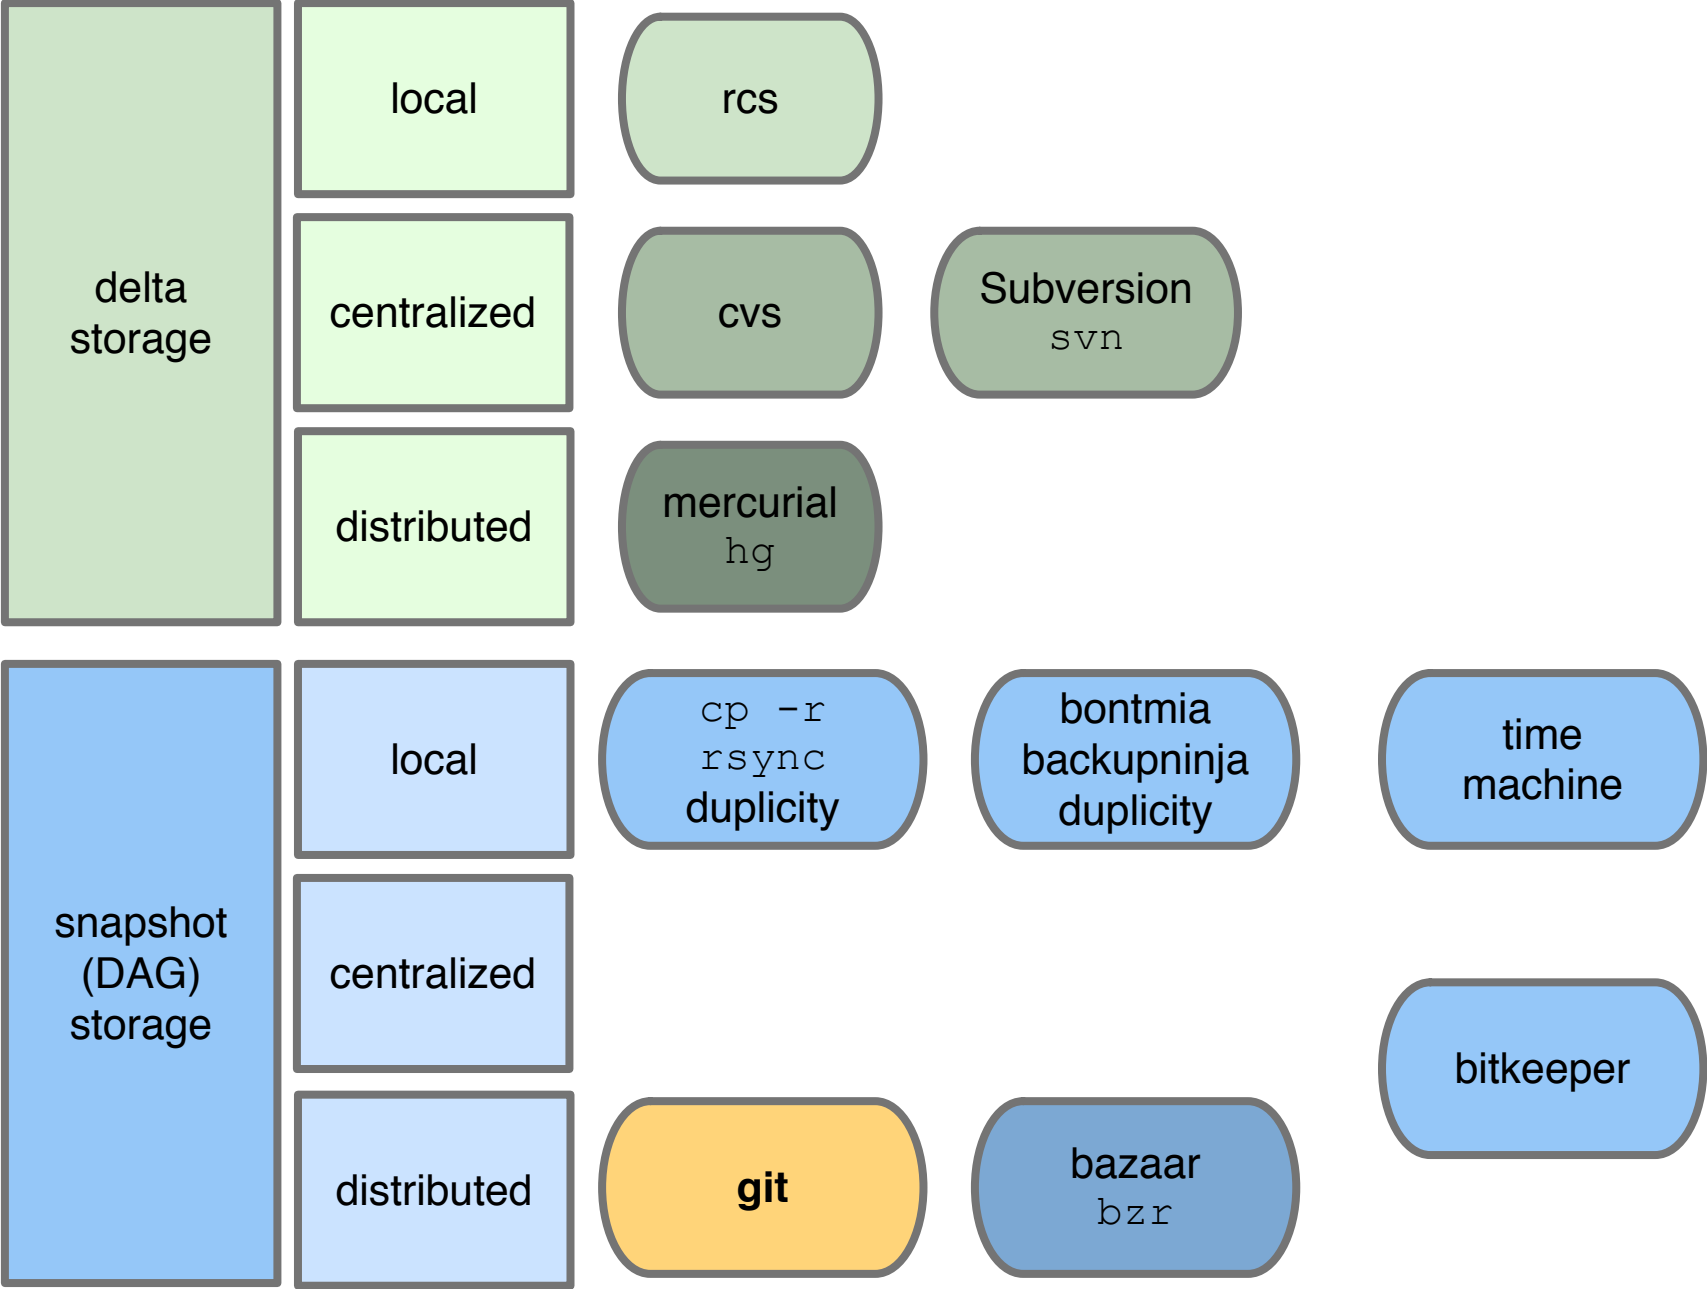 delta
storage
local
rcs
centralized
cvs
Subversion
svn
distributed
mercurial
hg
snapshot
(DAG)
storage
local
cp -r
rsync
duplicity
bontmia
backupninja
duplicity
time
machine
centralized
bitkeeper
distributed
git
bazaar
bzr